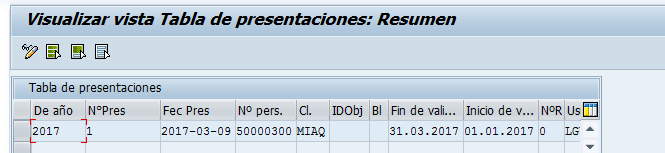 Visualizar vista Tabla de presentaciones: Resumen
Tabla de presentaciones
De año N°Pres Fec Pres Nº pers. Cl. IDObj Bl Fin de vali... Inicio de v... NºR Us
2017 1 2017-03-09 50000300 MIAQ 31.03.2017 01.01.2017 0